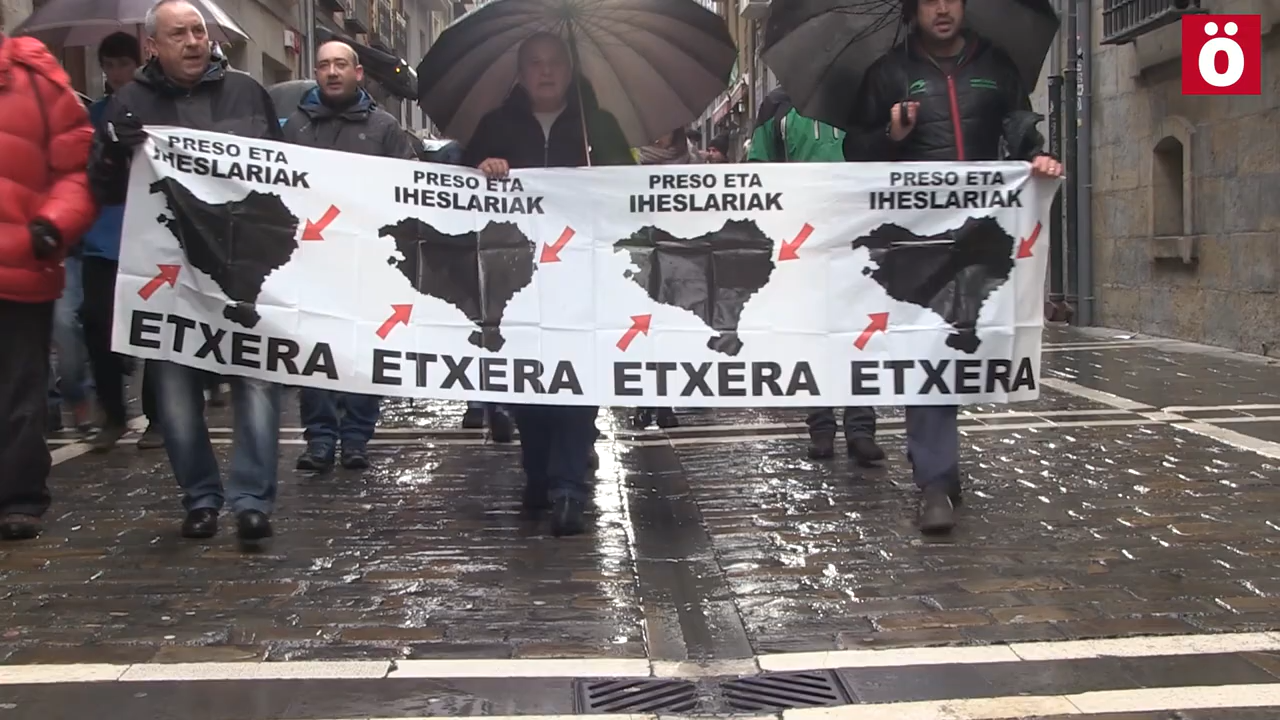 PRESO ETA
IHESLARIAK
ETXERA
PRESO ETA
IHESLARIAK
ETXERA
PRESO ETA
IHESLARIAK
ETXERA
PRESO ETA
IHESLARIAK
ETXERA
Ö